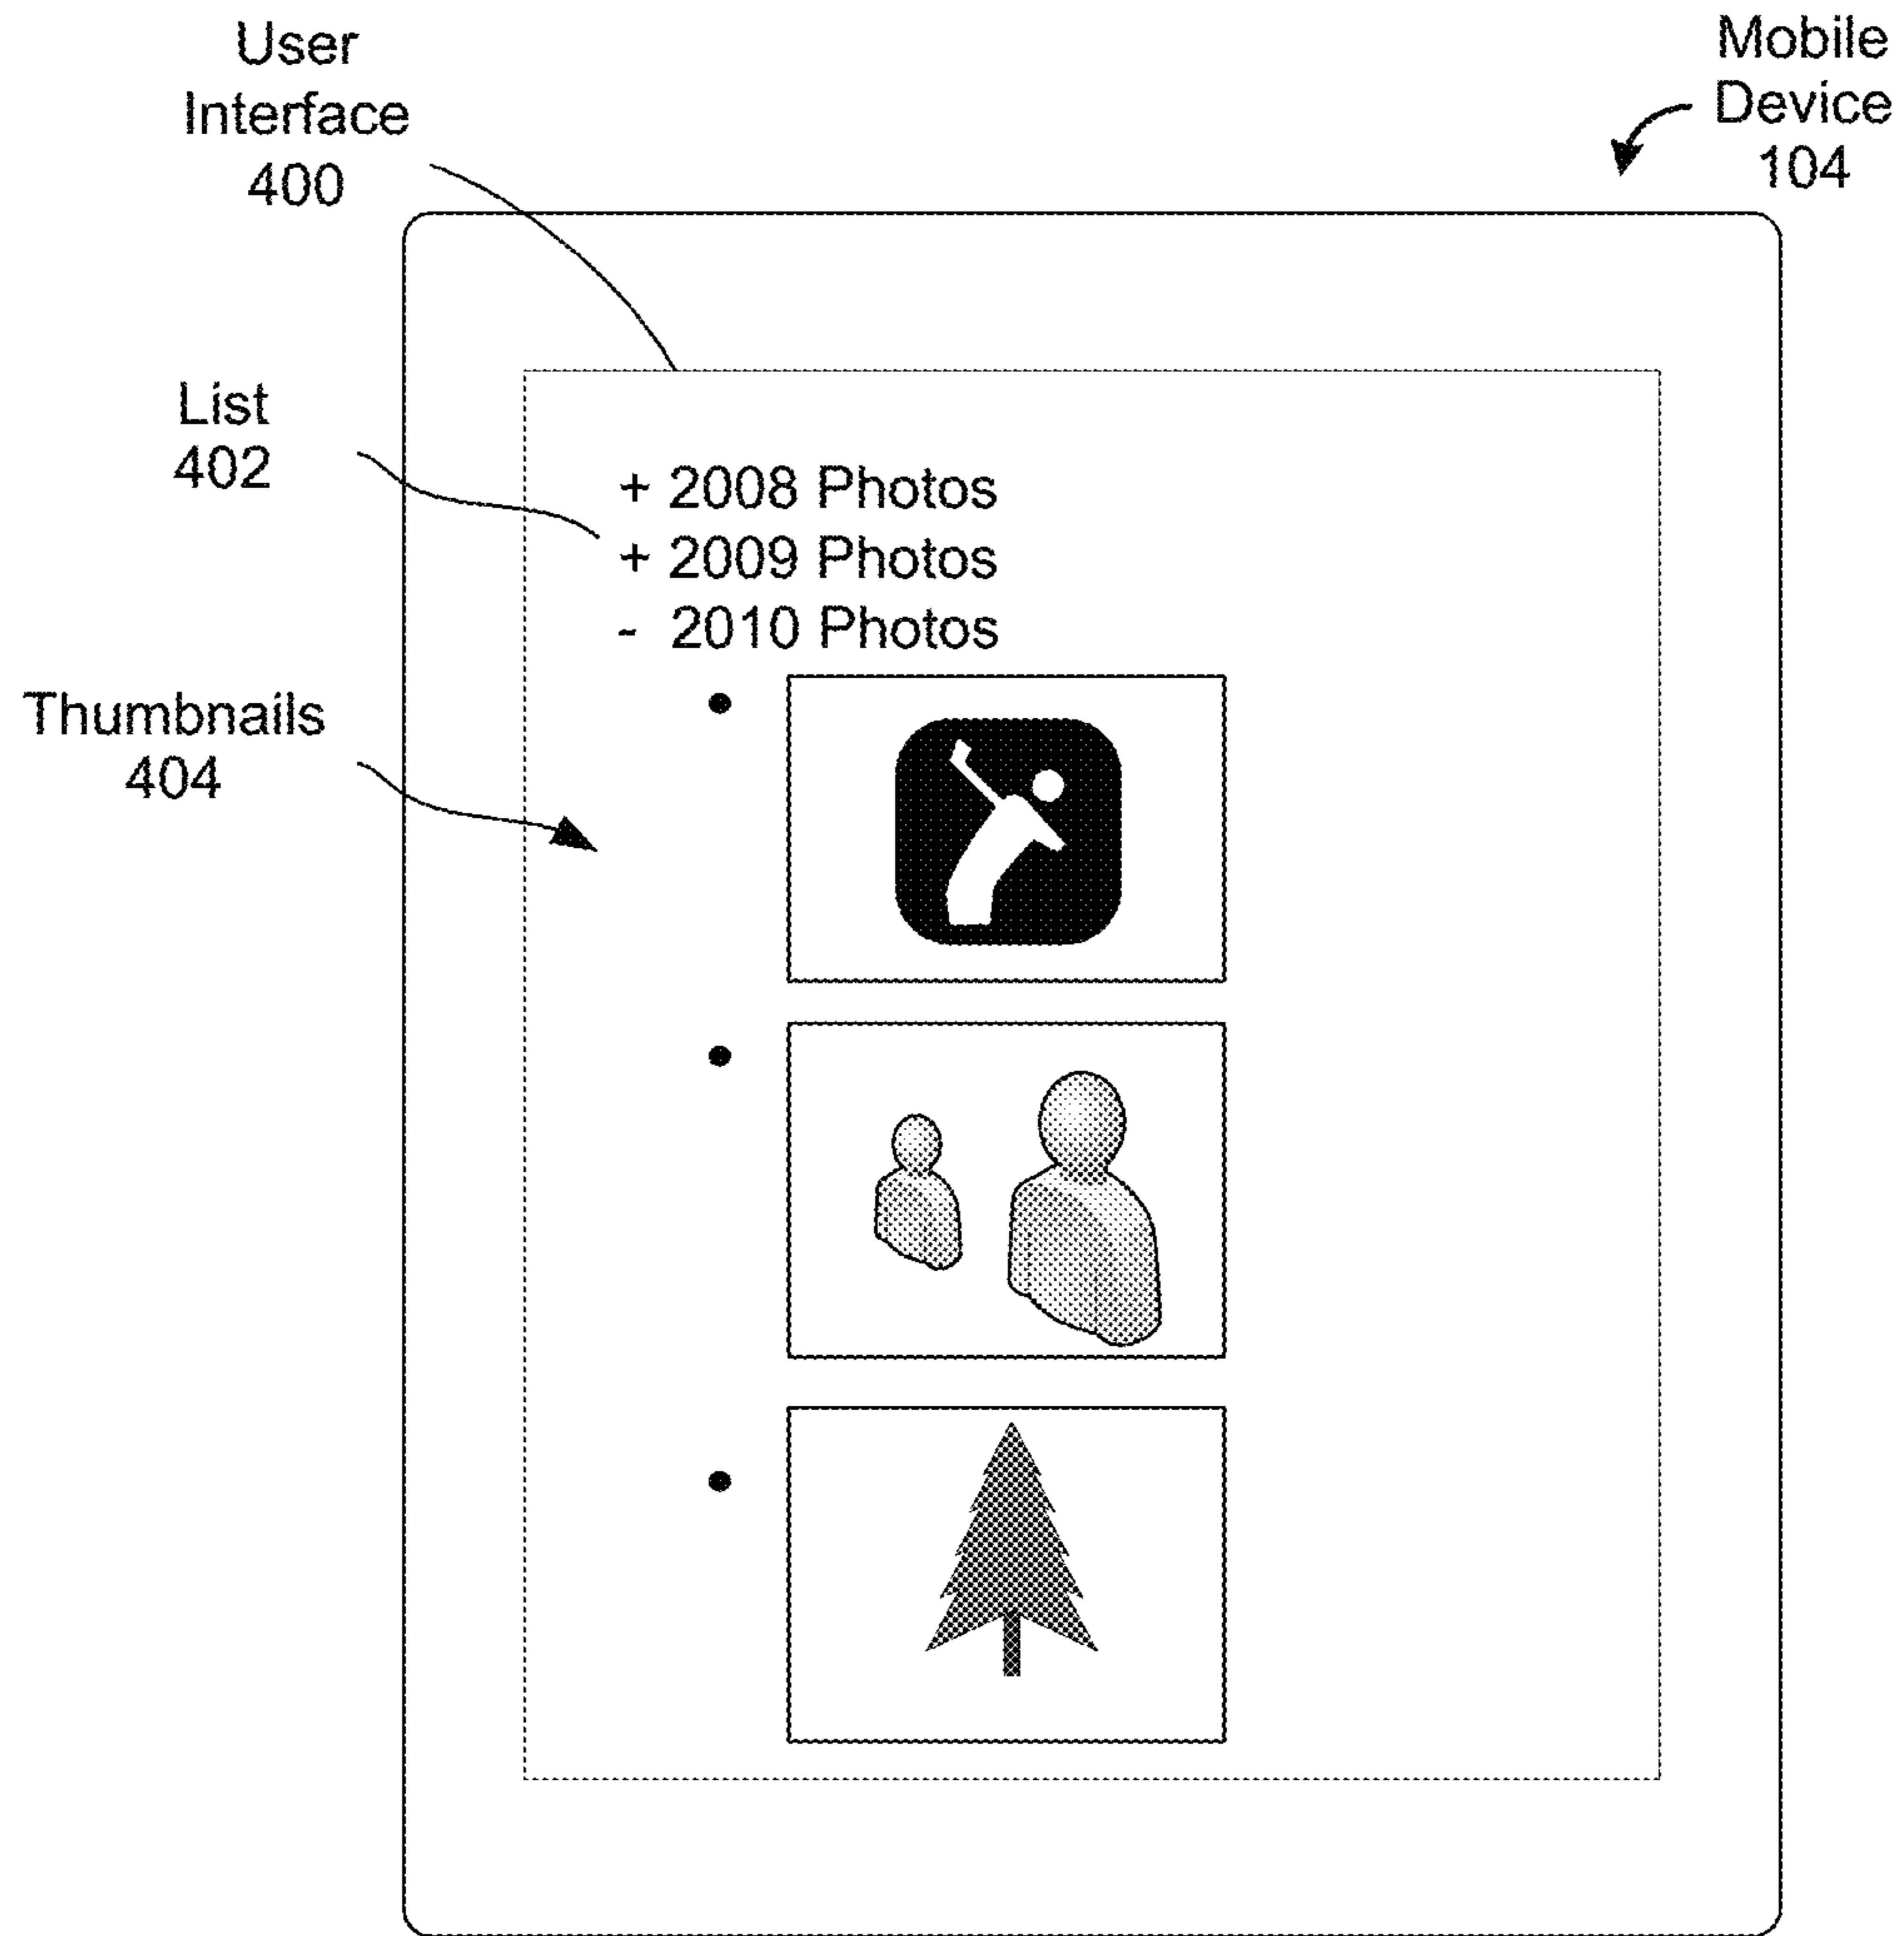 User
Interface
400
Mobile
Device
104
List
402
+ 2008 Photos
+ 2009 Photos
- 2010 Photos
Thumbnails
404